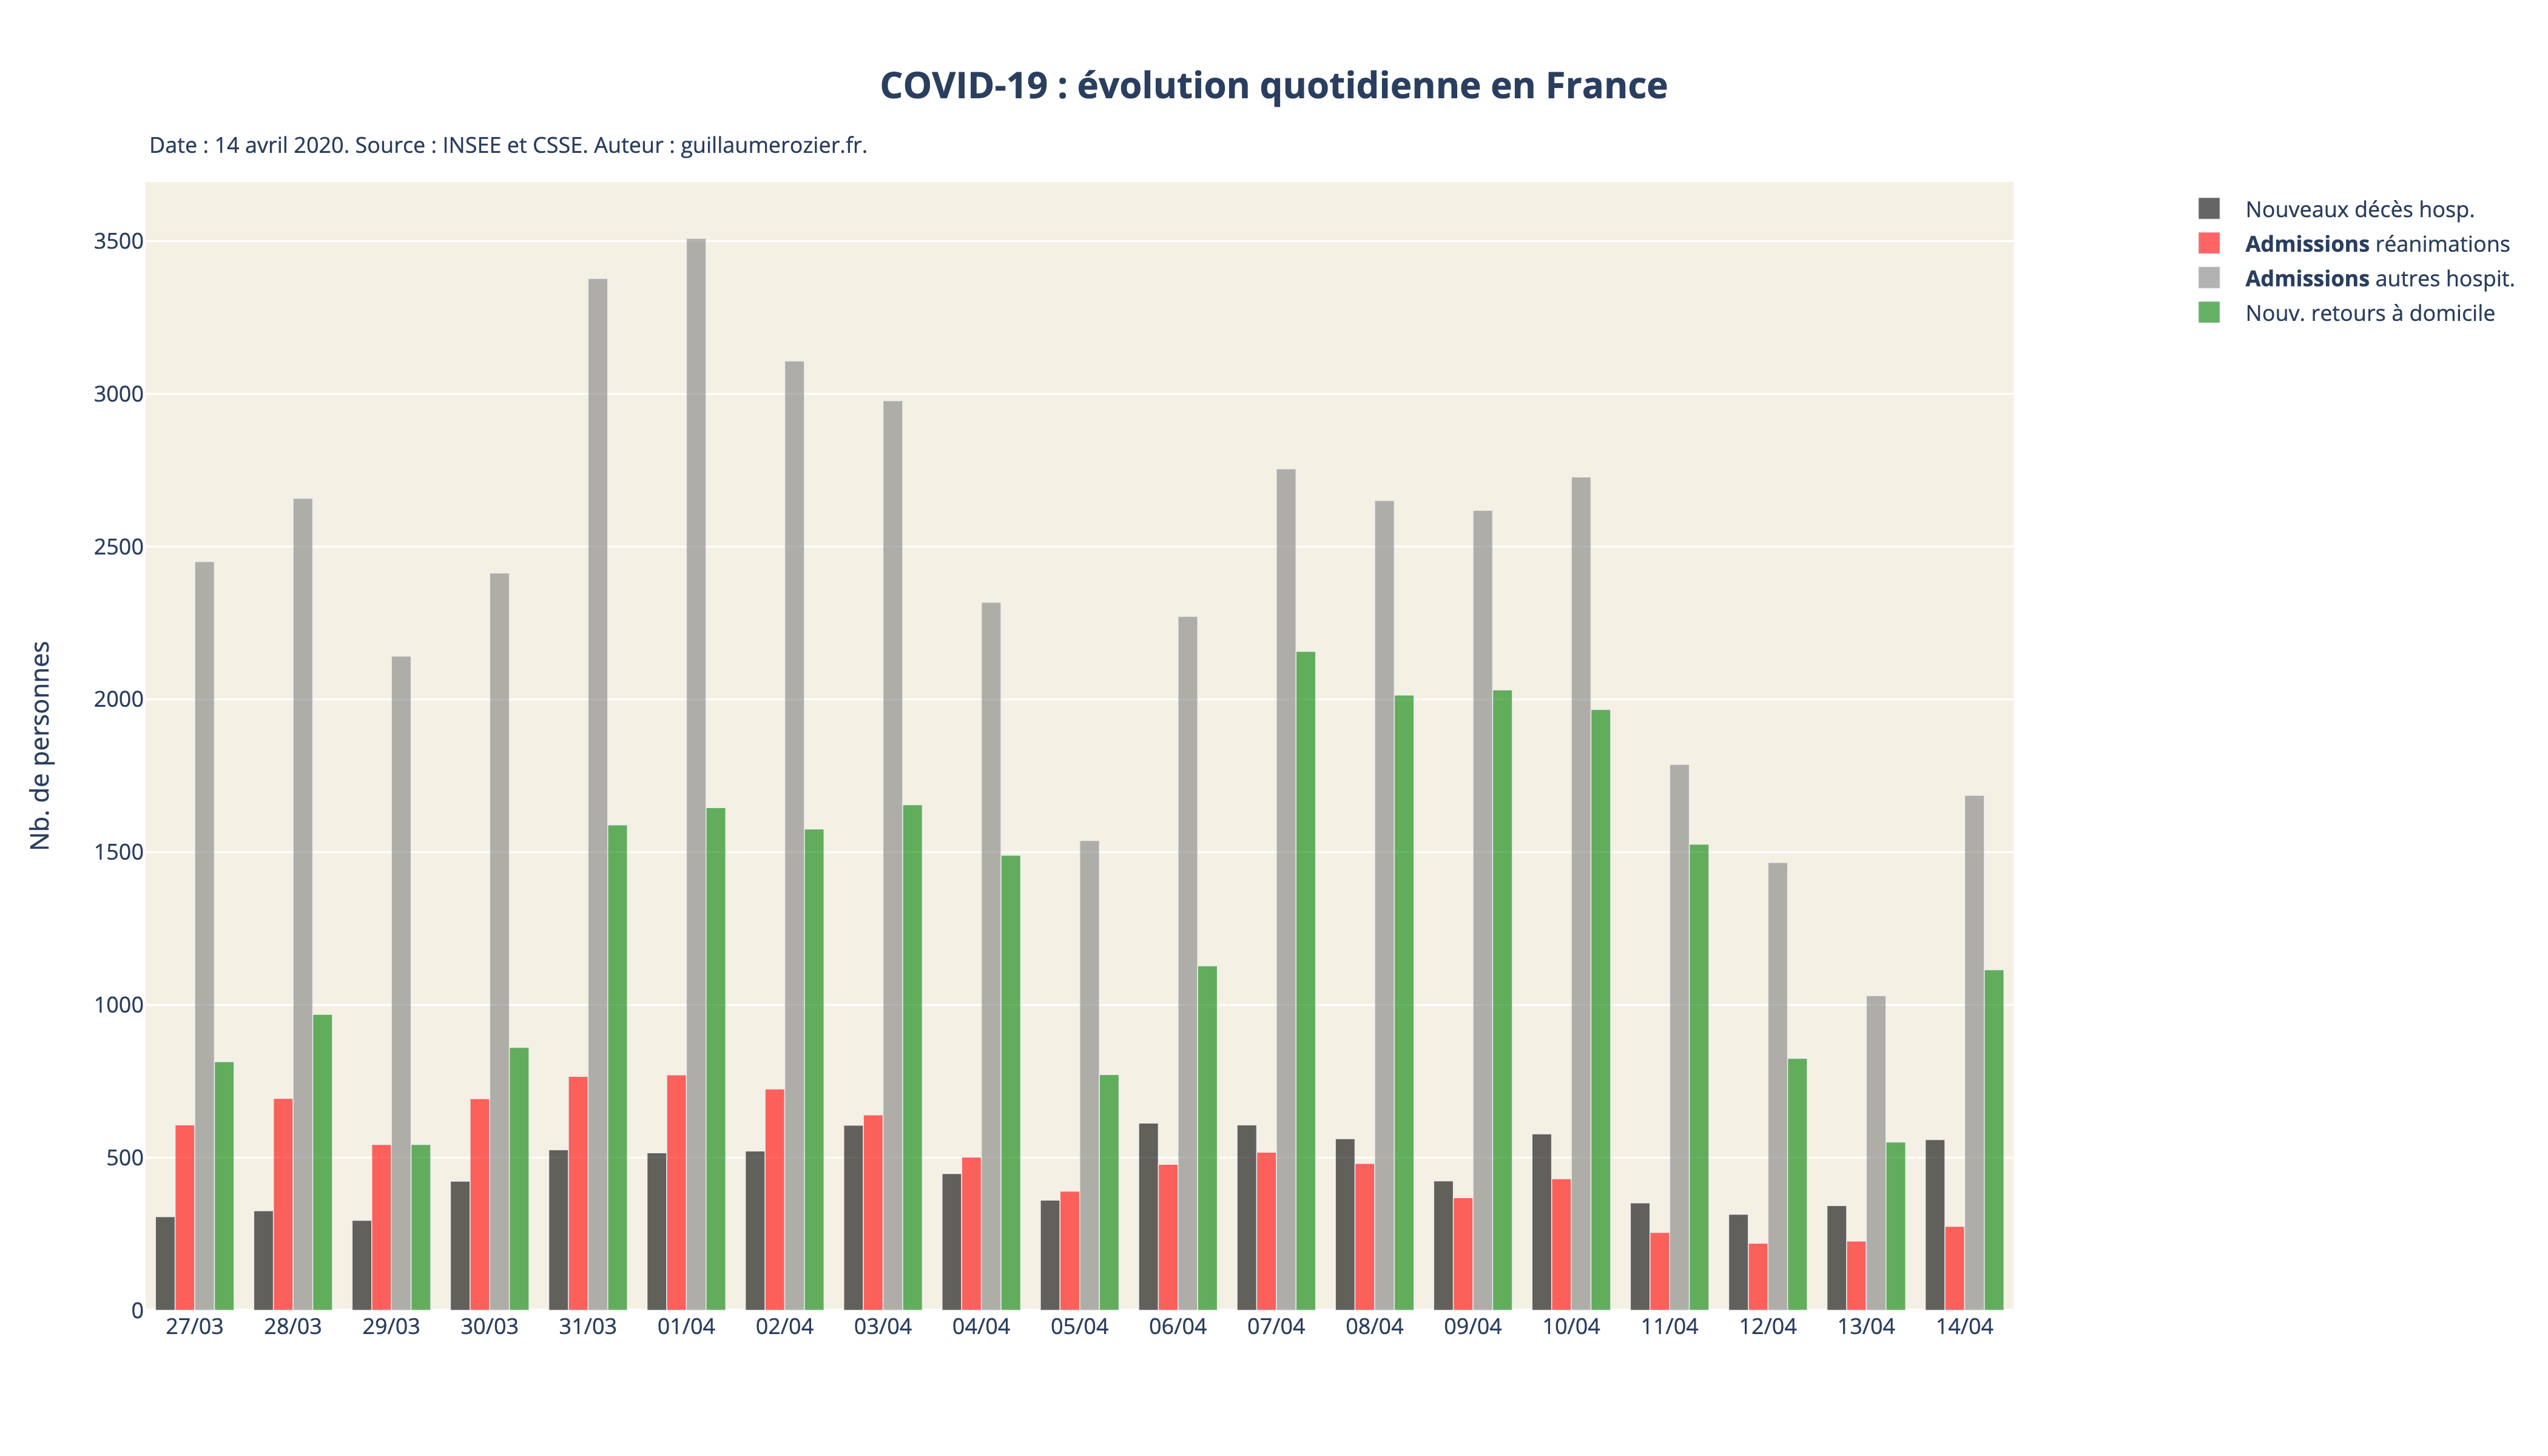 COVID-19 : évolution quotidienne en France
Date : 14 avril 2020. Source : INSEE et CSSE. Auteur : guillaumerozier.fr.
Nouveaux décès hosp.
Admissions réanimations
Admissions autres hospit.
Nouv. retours à domicile
Nb. de personnes
3500
3000
2500
2000
1500
1000
500
0
27/03 28/03 29/03 30/03 31/03 01/04 02/04 03/04 04/04 05/04 06/04 07/04 08/04 09/04 10/04 11/04 12/04 13/04 14/04